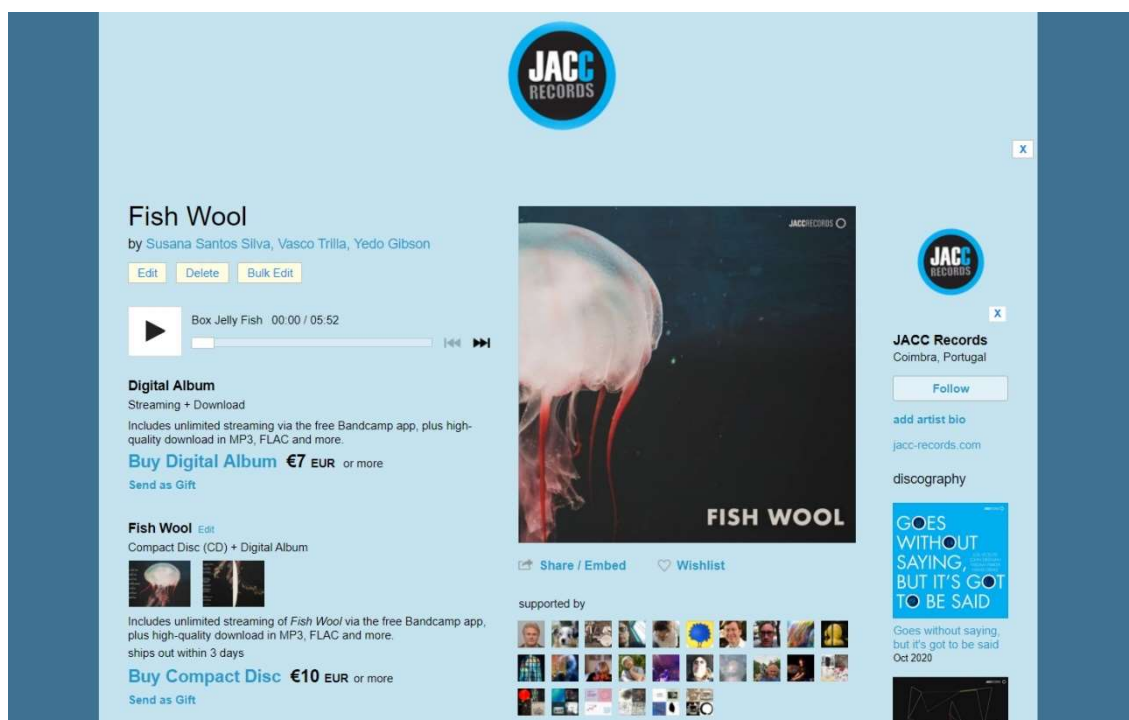 JACC
RECORDS
X
Fish Wool
by Susana Santos Silva, Vasco Trilla, Yedo Gibson
Edit Delete Bulk Edit
Box Jelly Fish 00:00 / 05:52
Digital Album
Streaming + Download
Includes unlimited streaming via the free Bandcamp app, plus high-
quality download in MP3, FLAC and more.
Buy Digital Album €7 EUR or more
Send as Gift
Fish Wool Edit
Compact Disc (CD) + Digital Album
Includes unlimited streaming of Fish Wool via the free Bandcamp app,
plus high-quality download in MP3, FLAC and more.
ships out within 3 days
Buy Compact Disc €10 EUR or more
Send as Gift
JACCRECORDS
FISH WOOL
Share / Embed Wishlist
supported by
JACC
RECORDS
X
JACC Records
Coimbra, Portugal
Follow
add artist bio
jacc-records.com
discography
GOES
WITHOUT
SAYING,
BUT IT'S GOT
TO BE SAID
Goes without saying,
but it's got to be said
Oct 2020